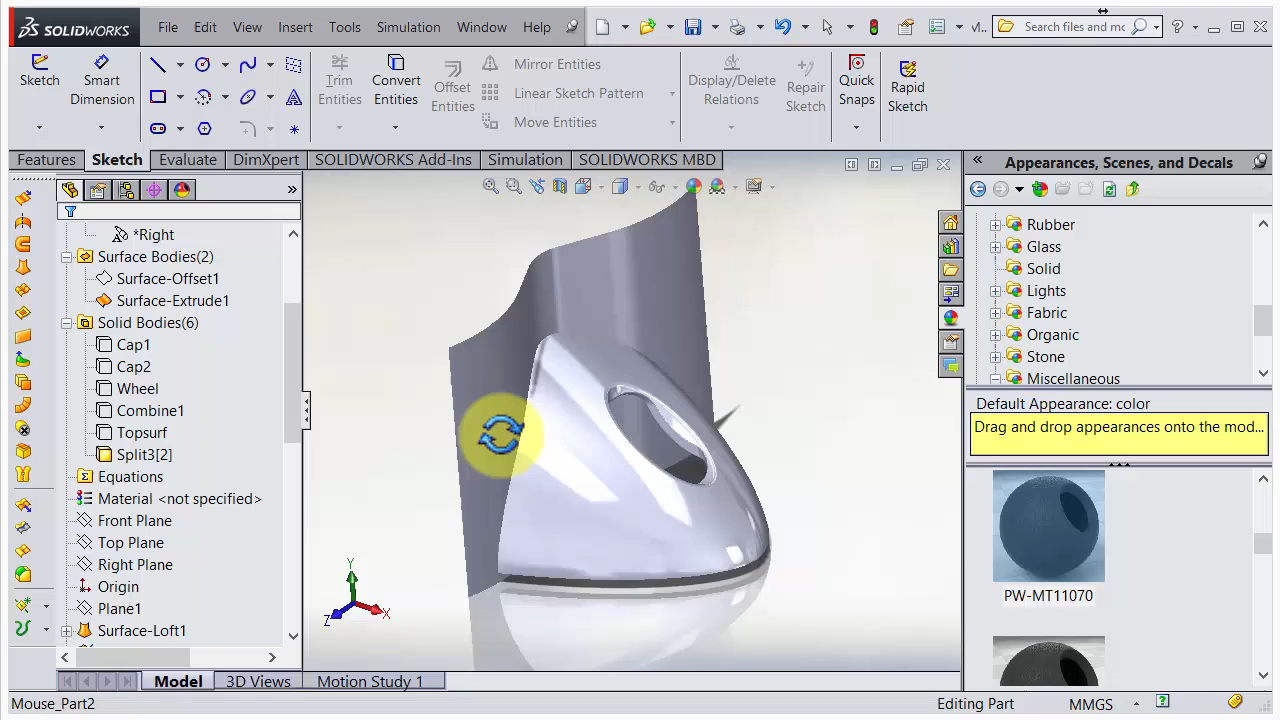 SOLIDWORKS File Edit View Insert Tools Simulation Window Help Search files and mc ?
Sketch
Smart Dimension
Trim Entities
Convert Entities
Offset Entities
Mirror Entities
Linear Sketch Pattern
Move Entities
Display/Delete Relations
Repair Sketch
Quick Snaps
Rapid Sketch
Features Sketch Evaluate DimXpert SOLIDWORKS Add-Ins Simulation SOLIDWORKS MBD
*Right
Surface Bodies(2)
Surface-Offset1
Surface-Extrude1
Solid Bodies(6)
Cap1
Cap2
Wheel
Combine1
Topsurf
Split3[2]
Equations
Material <not specified>
Front Plane
Top Plane
Right Plane
Origin
Plane1
Surface-Loft1
Y
X
Z
Appearances, Scenes, and Decals
Rubber
Glass
Solid
Lights
Fabric
Organic
Stone
Miscellaneous
Default Appearance: color
Drag and drop appearances onto the mod...
PW-MT11070
Model 3D Views Motion Study 1
Mouse_Part2 Editing Part MMGS